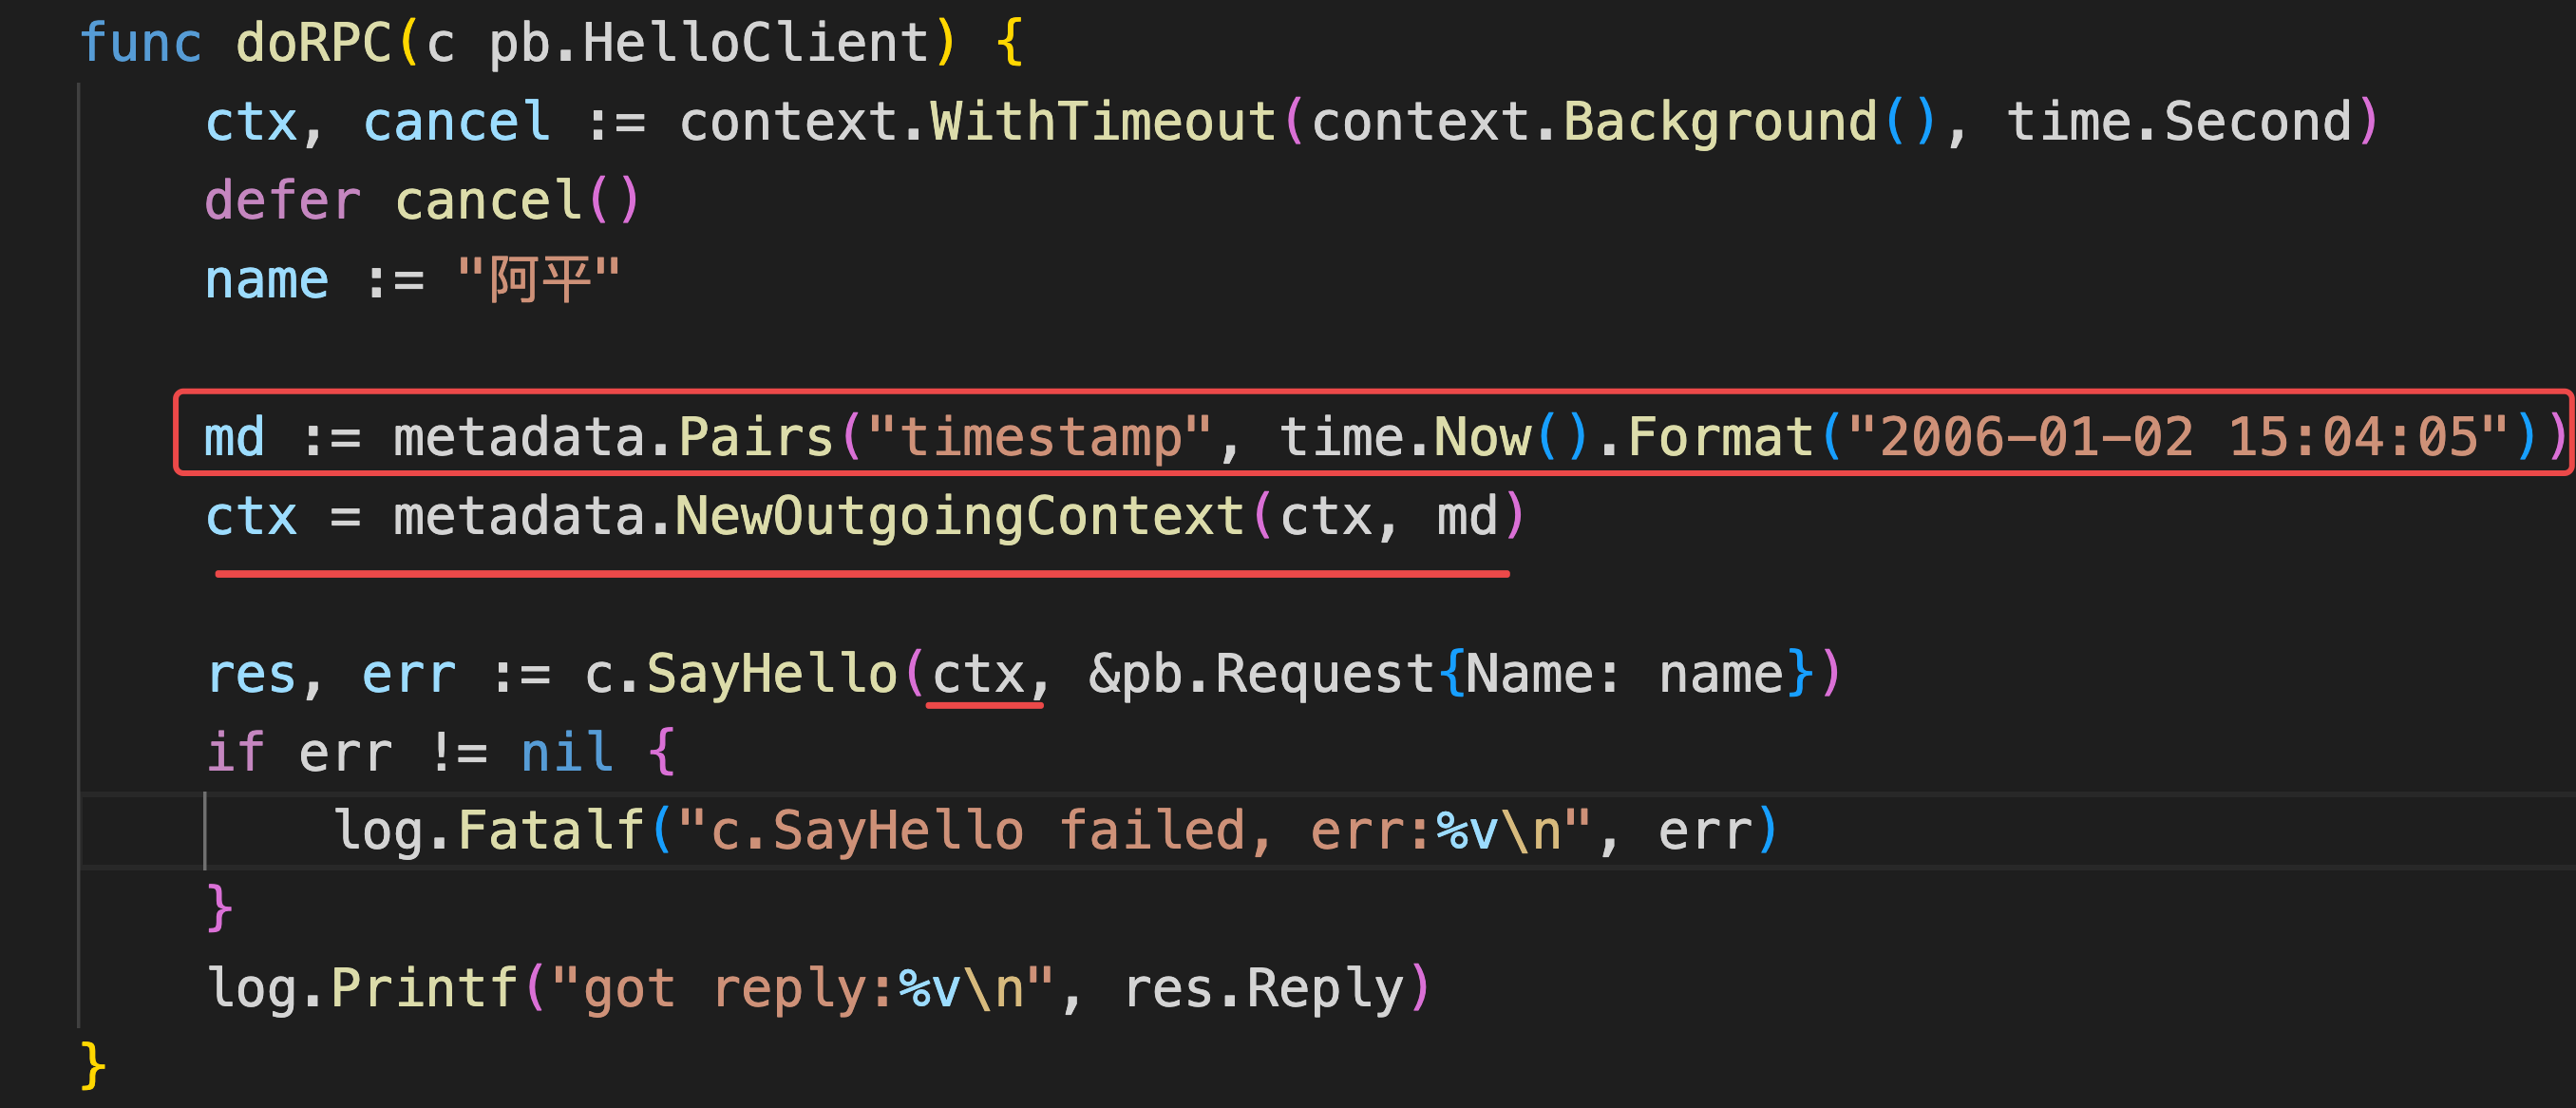 func doRPC(c pb.HelloClient) {
ctx, cancel := context.WithTimeout(context.Background(), time.Second)
defer cancel()
name := "阿平"
md := metadata.Pairs("timestamp", time.Now().Format("2006-01-02 15:04:05"))
ctx = metadata.NewOutgoingContext(ctx, md)
res, err := c.SayHello(ctx, &pb.Request{Name: name})
if err != nil {
log.Fatalf("c.SayHello failed, err:%v\n", err)
}
log.Printf("got reply:%v\n", res.Reply)
}